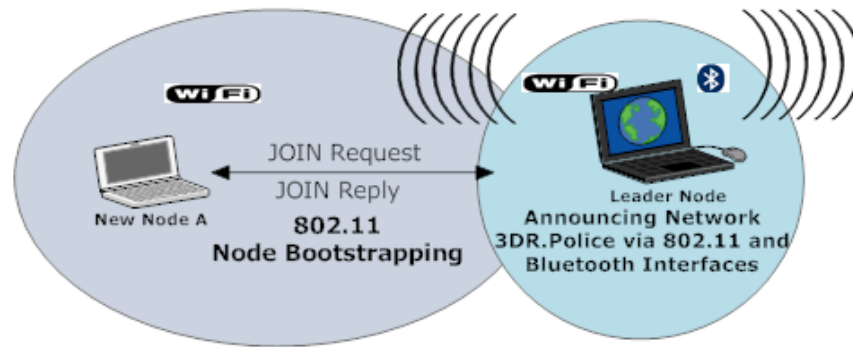 WiFi
WiFi
JOIN Request
JOIN Reply
New Node A
802.11
Node Bootstrapping
Leader Node
Announcing Network
3DR.Police via 802.11 and
Bluetooth Interfaces